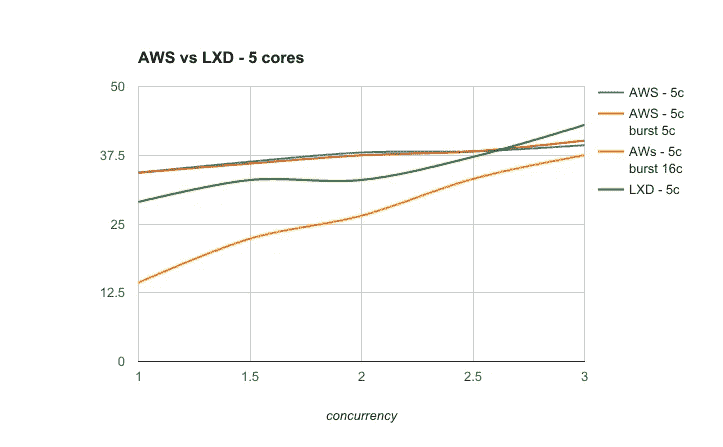 AWS vs LXD - 5 cores
50
37.5
25
12.5
0
1
1.5
2
2.5
3
concurrency
AWS - 5c
AWS - 5c
burst 5c
AWs - 5c
burst 16c
LXD - 5c